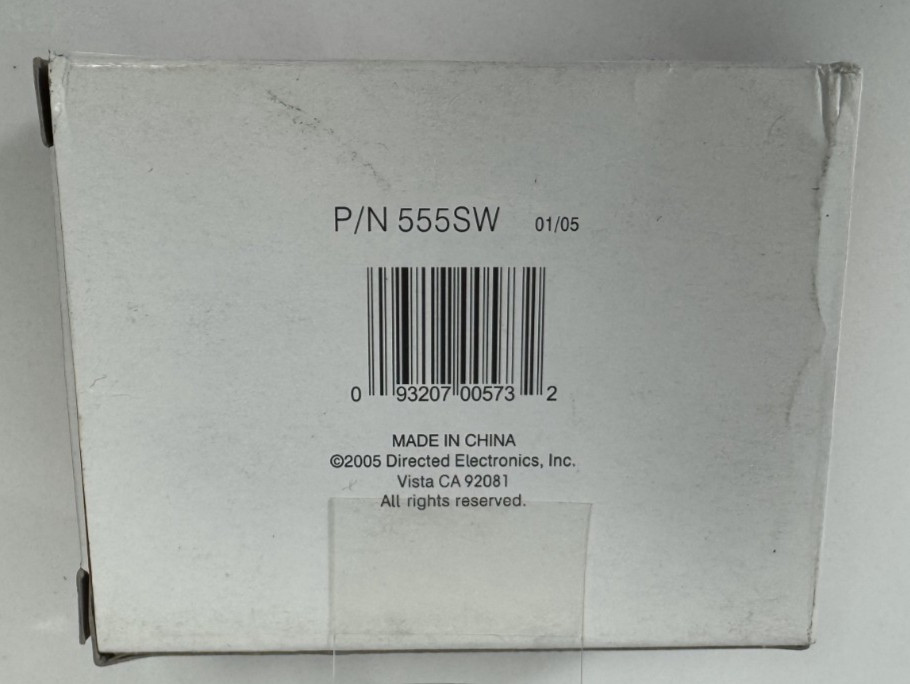 P/N 555SW 01/05
0 93207 00573 2
MADE IN CHINA
©2005 Directed Electronics, Inc.
Vista CA 92081
All rights reserved.